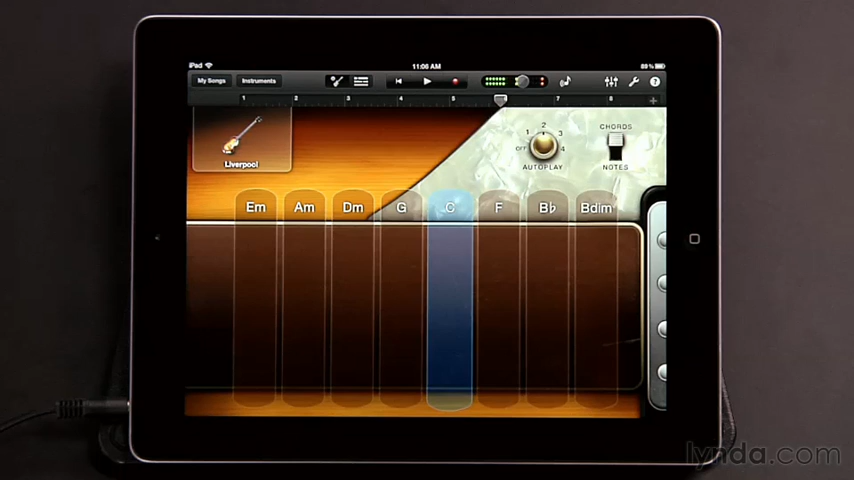 iPad 11:06 AM 89%
My Songs Instruments ?
1 2 3 4 5 7 8 +
Liverpool
OFF 1 2 3 4
AUTOPLAY
CHORDS
NOTES
Em Am Dm G C F B♭ Bdim
lynda.com